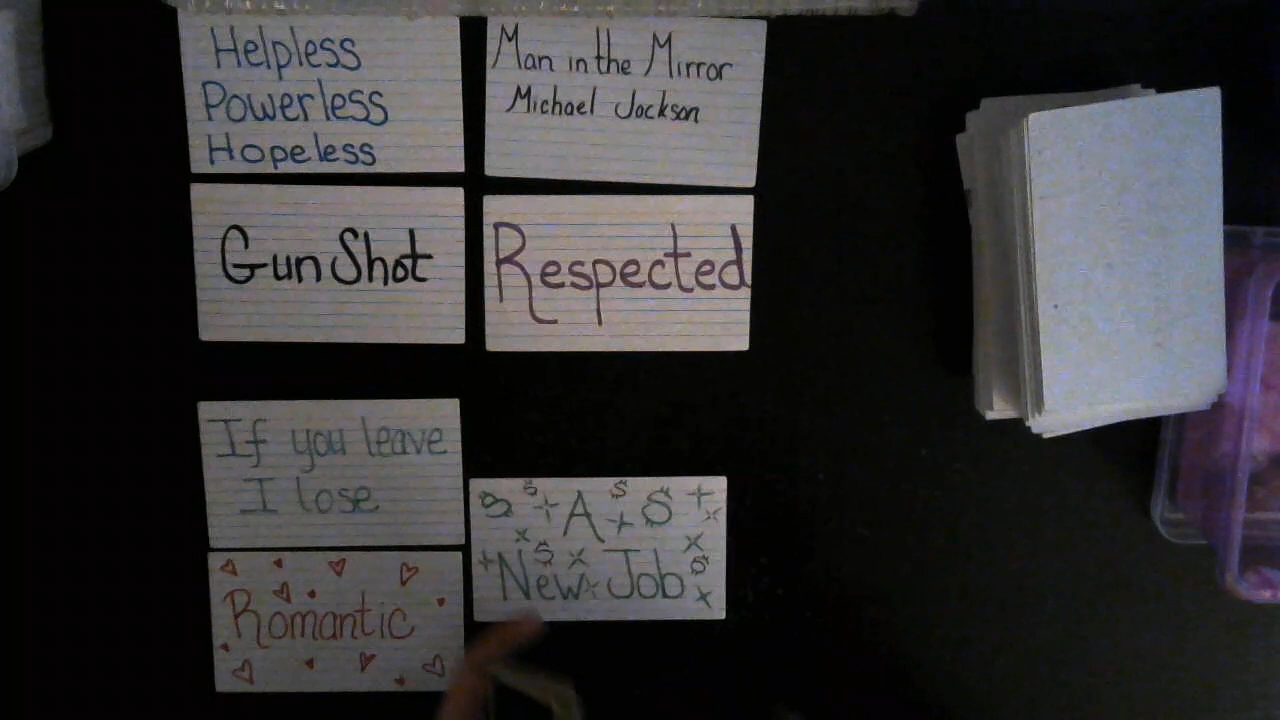 Helpless
Powerless
Hopeless
Man in the Mirror
Michael Jackson
Gun Shot
Respected
If you leave
I lose
A
New Job
Romantic